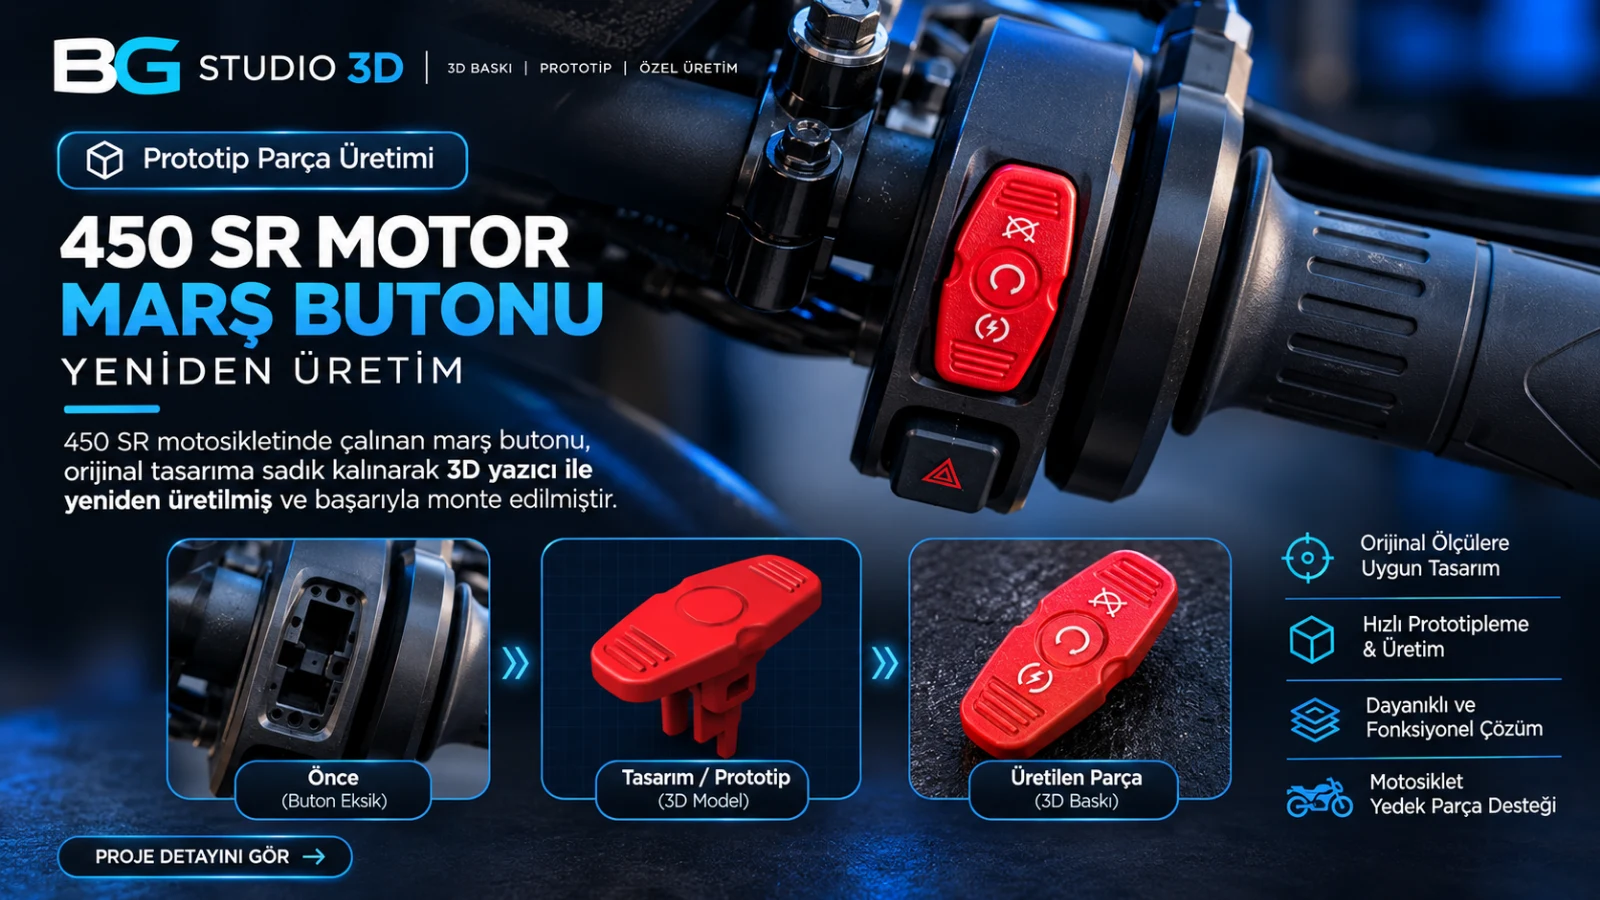 BG STUDIO 3D | 3D BASKI | PROTOTİP | ÖZEL ÜRETİM
Prototip Parça Üretimi
450 SR MOTOR
MARŞ BUTONU
YENİDEN ÜRETİM
450 SR motosikletinde çalınan marş butonu,
orijinal tasarıma sadık kalınarak 3D yazıcı ile
yeniden üretilmiş ve başarıyla monte edilmiştir.
Önce
(Buton Eksik)
Tasarım / Prototip
(3D Model)
Üretilen Parça
(3D Baskı)
Orijinal Ölçülere
Uygun Tasarım
Hızlı Prototipleme
& Üretim
Dayanıklı ve
Fonksiyonel Çözüm
Motosiklet
Yedek Parça Desteği
PROJE DETAYINI GÖR →